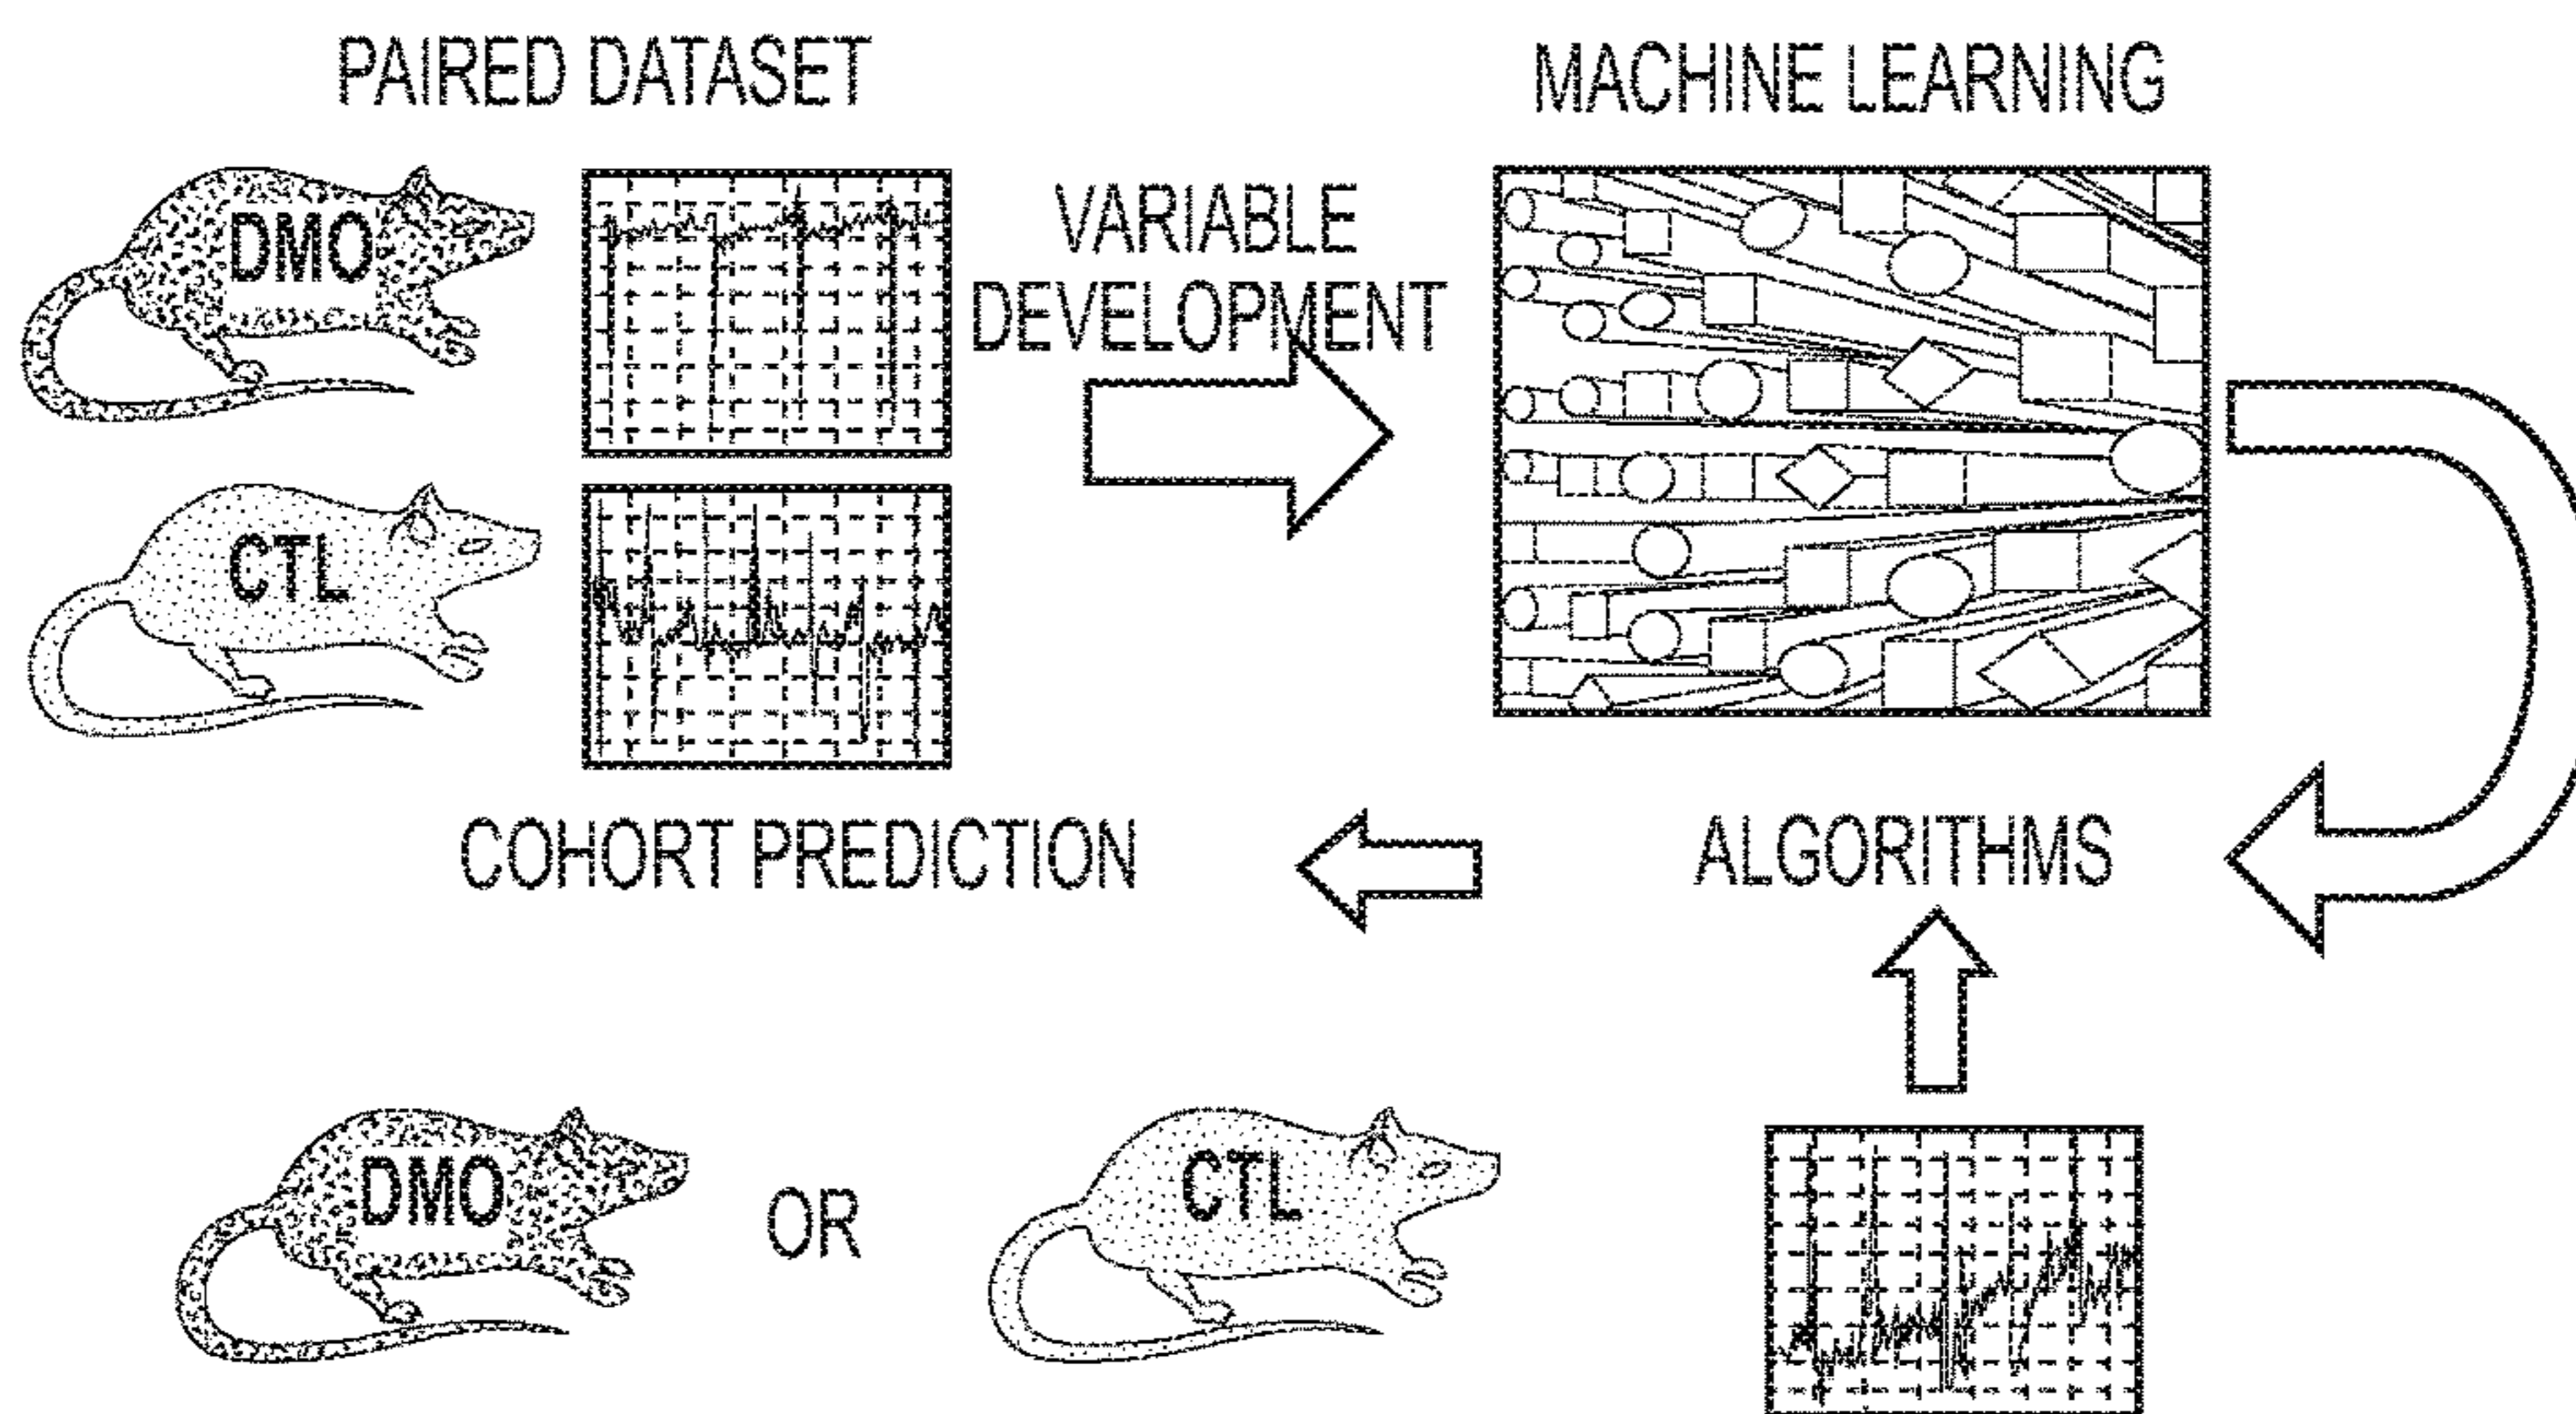 PAIRED DATASET
MACHINE LEARNING
DMO
VARIABLE
DEVELOPMENT
CTL
COHORT PREDICTION
ALGORITHMS
DMO
OR
CTL